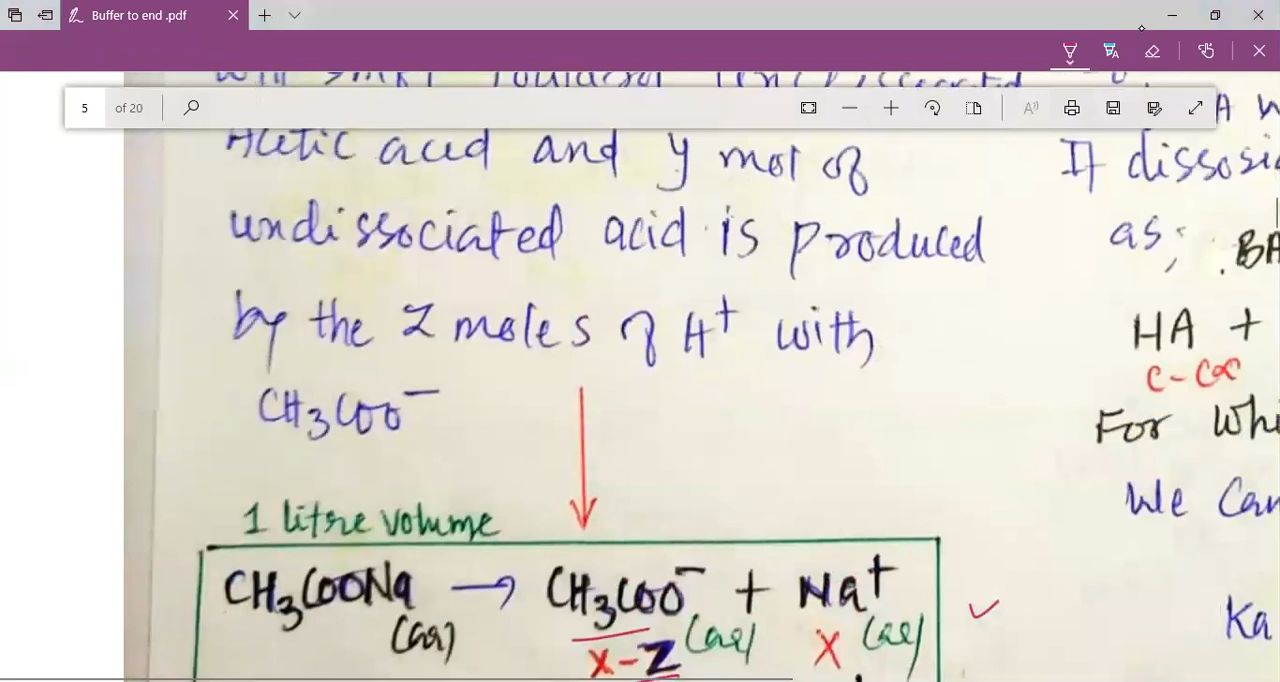 Buffer to end .pdf
5 of 20
Acetic acid and y mol of
undissociated acid is produced
by the Z moles of H+ with
CH3COO−
1 litre volume
CH3COONa → CH3COO− + Na+
(aq) (aq) (aq)
X-Z X
A
If dissosi
as; . BA
HA +
C-Cα
For Whi
We Can
Ka